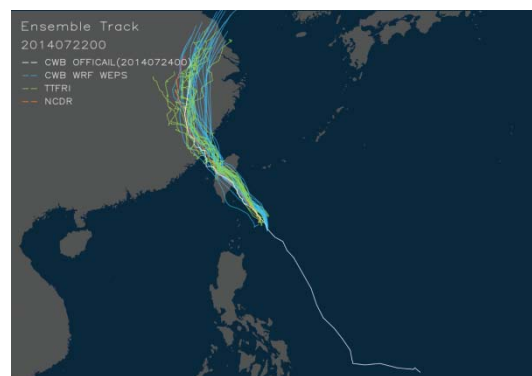 Ensemble Track
2014072200
CWB OFFICAIL(2014072400)
CWB WRF WEPS
TTFRI
NCDR